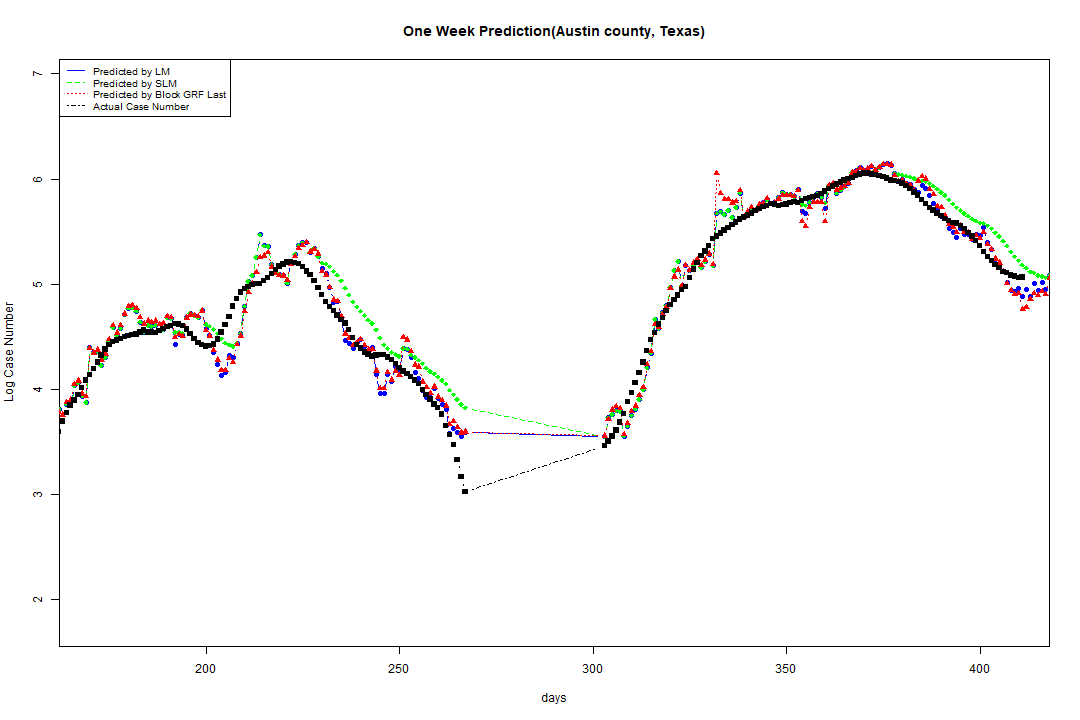 One Week Prediction(Austin county, Texas)
Predicted by LM
Predicted by SLM
Predicted by Block GRF Last
Actual Case Number
7
6
5
4
3
2
Log Case Number
200 250 300 350 400
days